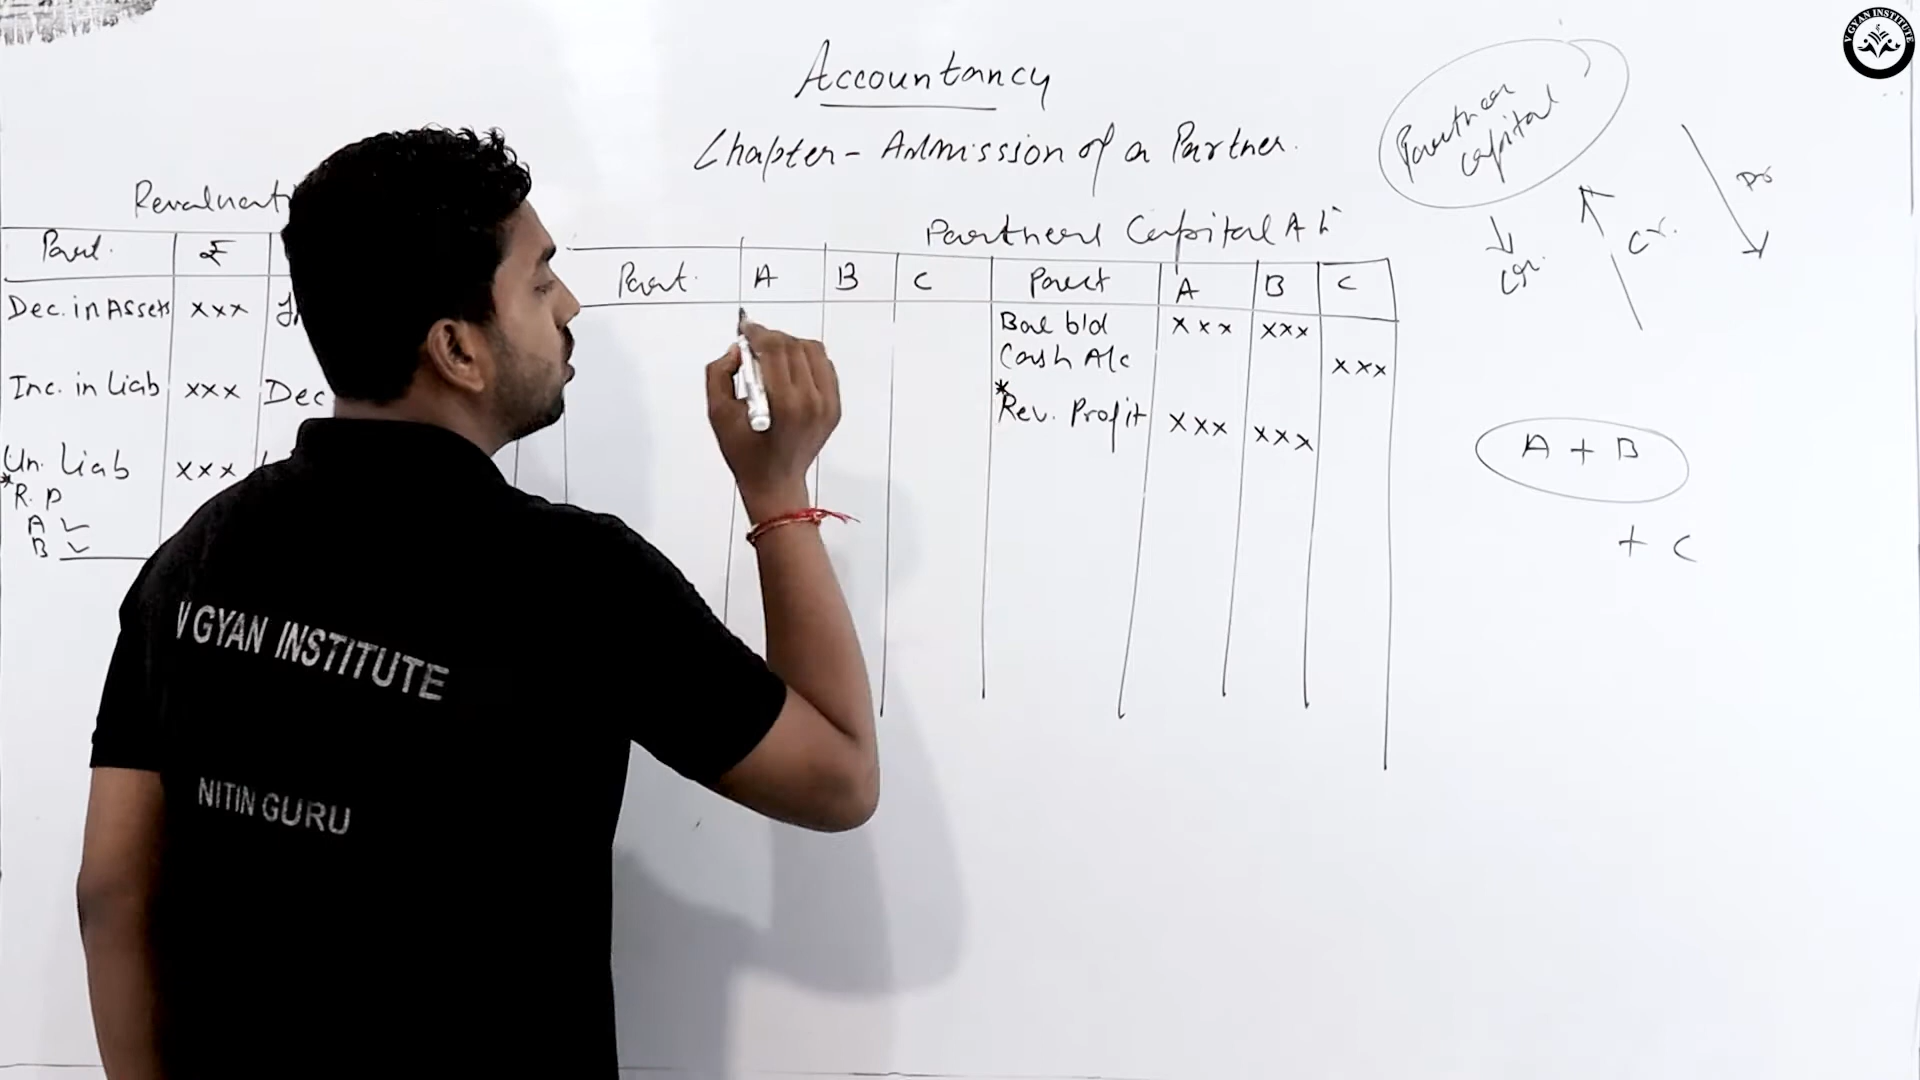 V GYAN INSTITUTE
Accountancy
Chapter - Admission of a Partner.
Partner
capital
Dr
Cr.
Cr.
Part. ₹
Dec. in Assets xxx
Inc. in Liab xxx Dec
Un. Liab xxx
*R. P
A ✓
B ✓
Partners Capital A
Part. A B C Part A B C
Bal b/d xxx xxx
Cash A/c xxx
*Rev. Profit xxx xxx
A + B
+ C
V GYAN INSTITUTE
NITIN GURU